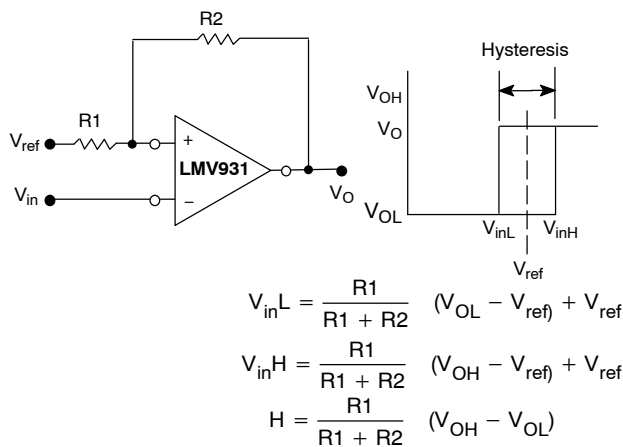 R2
Hysteresis
R1
V_OH
V_ref
+
LMV931
V_O
V_in
−
V_O
V_OL
V_inL
V_inH
V_ref
V_inL = R1 / (R1 + R2) (V_OL − V_ref) + V_ref
V_inH = R1 / (R1 + R2) (V_OH − V_ref) + V_ref
H = R1 / (R1 + R2) (V_OH − V_OL)